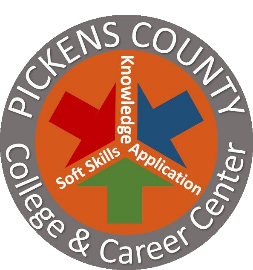 PICKENS COUNTY
Knowledge
Soft Skills
Application
College & Career Center